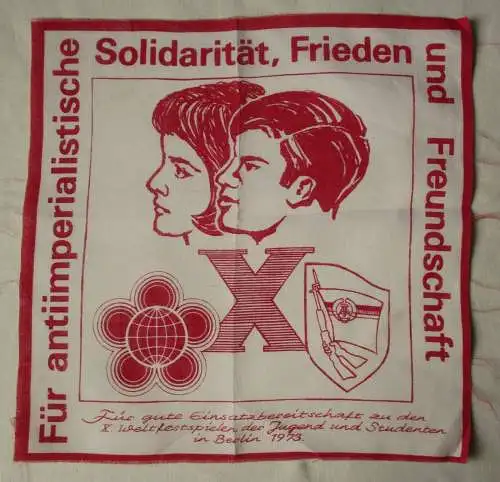 Für antiimperialistische
Solidarität, Frieden
und Freundschaft
X
Für gute Einsatzbereitschaft zu den
X. Weltfestspielen der Jugend und Studenten
in Berlin 1973.